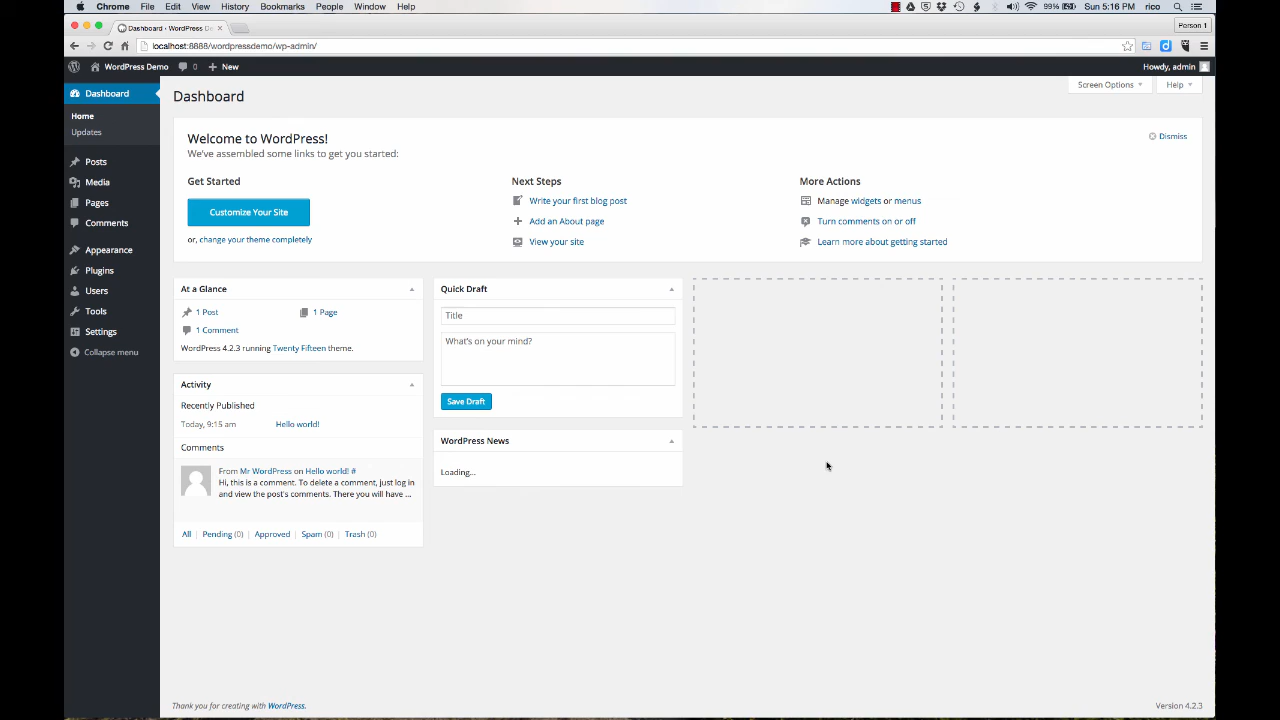 Chrome File Edit View History Bookmarks People Window Help 99% Sun 5:16 PM rico
Dashboard ‹ WordPress De Person 1
localhost:8888/wordpressdemo/wp-admin/
WordPress Demo 0 New Howdy, admin
Dashboard
Home
Updates
Posts
Media
Pages
Comments
Appearance
Plugins
Users
Tools
Settings
Collapse menu
Screen Options Help
Dashboard
Welcome to WordPress!
We've assembled some links to get you started:
Dismiss
Get Started
Customize Your Site
or, change your theme completely
Next Steps
Write your first blog post
Add an About page
View your site
More Actions
Manage widgets or menus
Turn comments on or off
Learn more about getting started
At a Glance
1 Post 1 Page
1 Comment
WordPress 4.2.3 running Twenty Fifteen theme.
Activity
Recently Published
Today, 9:15 am Hello world!
Comments
From Mr WordPress on Hello world! #
Hi, this is a comment. To delete a comment, just log in
and view the post's comments. There you will have ...
All | Pending (0) | Approved | Spam (0) | Trash (0)
Quick Draft
Title
What's on your mind?
Save Draft
WordPress News
Loading...
Thank you for creating with WordPress.
Version 4.2.3